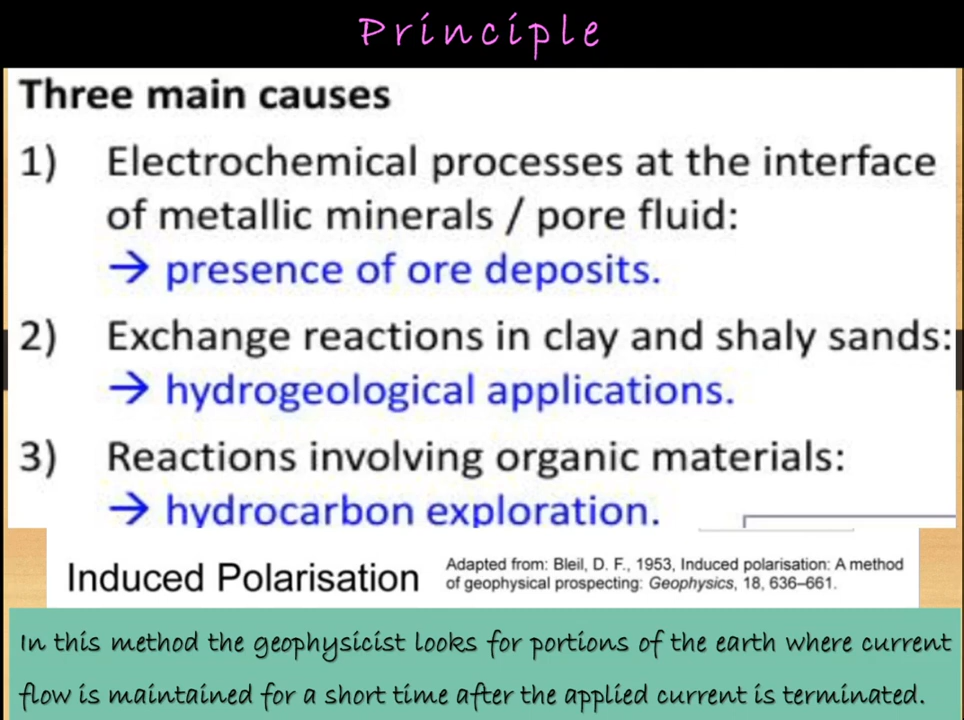 Principle
Three main causes
1) Electrochemical processes at the interface
of metallic minerals / pore fluid:
→ presence of ore deposits.
2) Exchange reactions in clay and shaly sands:
→ hydrogeological applications.
3) Reactions involving organic materials:
→ hydrocarbon exploration.
Induced Polarisation
Adapted from: Bleil, D. F., 1953, Induced polarisation: A method
of geophysical prospecting: Geophysics, 18, 636–661.
In this method the geophysicist looks for portions of the earth where current
flow is maintained for a short time after the applied current is terminated.